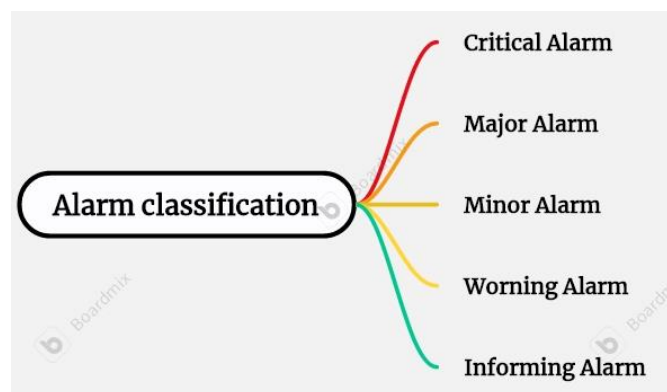 Critical Alarm
Major Alarm
Boardmix
Alarm classification
Minor Alarm
Worning Alarm
Boardmix
Boardmix
Informing Alarm